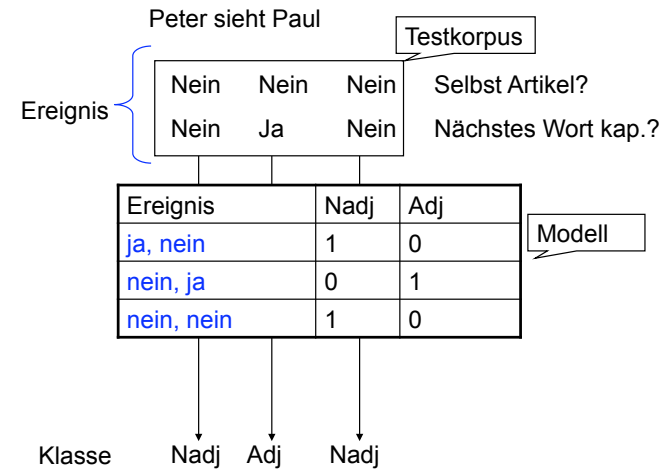 Peter sieht Paul
Testkorpus
Nein Nein Nein Selbst Artikel?
Ereignis
Nein Ja Nein Nächstes Wort kap.?
Ereignis Nadj Adj
Modell
ja, nein 1 0
nein, ja 0 1
nein, nein 1 0
Klasse Nadj Adj Nadj